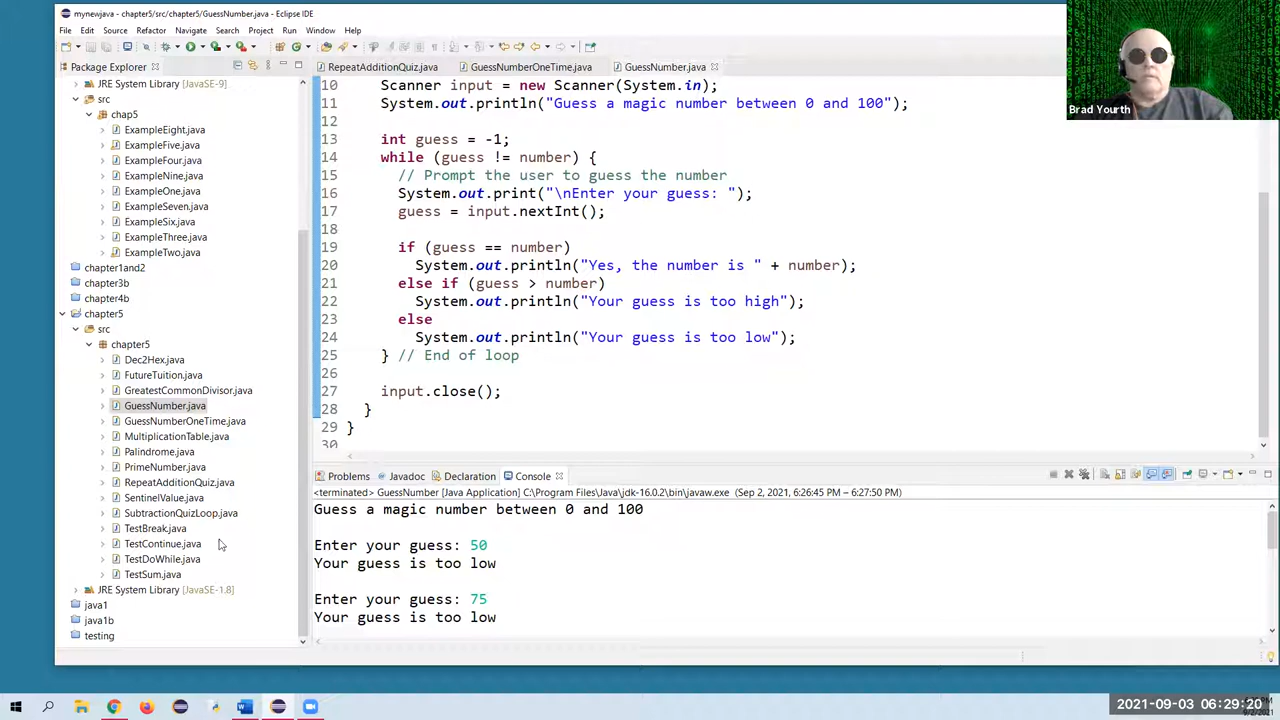 mynewjava - chapter5/src/chapter5/GuessNumber.java - Eclipse IDE
File Edit Source Refactor Navigate Search Project Run Window Help
Package Explorer
JRE System Library [JavaSE-9]
src
chap5
ExampleEight.java
ExampleFive.java
ExampleFour.java
ExampleNine.java
ExampleOne.java
ExampleSeven.java
ExampleSix.java
ExampleThree.java
ExampleTwo.java
chapter1and2
chapter3b
chapter4b
chapter5
src
chapter5
Dec2Hex.java
FutureTuition.java
GreatestCommonDivisor.java
GuessNumber.java
GuessNumberOneTime.java
MultiplicationTable.java
Palindrome.java
PrimeNumber.java
RepeatAdditionQuiz.java
SentinelValue.java
SubtractionQuizLoop.java
TestBreak.java
TestContinue.java
TestDoWhile.java
TestSum.java
JRE System Library [JavaSE-1.8]
java1
java1b
testing
RepeatAdditionQuiz.java GuessNumberOneTime.java GuessNumber.java
10 Scanner input = new Scanner(System.in);
11 System.out.println("Guess a magic number between 0 and 100");
12
13 int guess = -1;
14 while (guess != number) {
15 // Prompt the user to guess the number
16 System.out.print("\nEnter your guess: ");
17 guess = input.nextInt();
18
19 if (guess == number)
20 System.out.println("Yes, the number is " + number);
21 else if (guess > number)
22 System.out.println("Your guess is too high");
23 else
24 System.out.println("Your guess is too low");
25 } // End of loop
26
27 input.close();
28 }
29 }
30
Problems Javadoc Declaration Console
<terminated> GuessNumber [Java Application] C:\Program Files\Java\jdk-16.0.2\bin\javaw.exe (Sep 2, 2021, 6:26:45 PM – 6:27:50 PM)
Guess a magic number between 0 and 100
Enter your guess: 50
Your guess is too low
Enter your guess: 75
Your guess is too low
Brad Yourth
2021-09-03 06:29:20